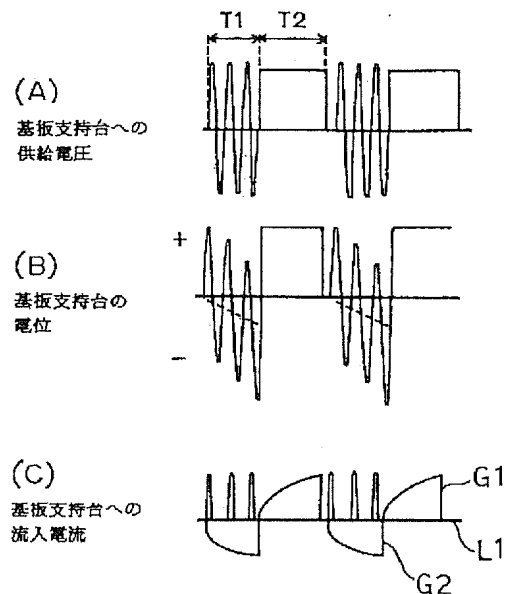 T1 T2
(A)
基板支持台への
供給電圧
+
(B)
基板支持台の
電位
−
(C)
基板支持台への
流入電流
G1
L1
G2